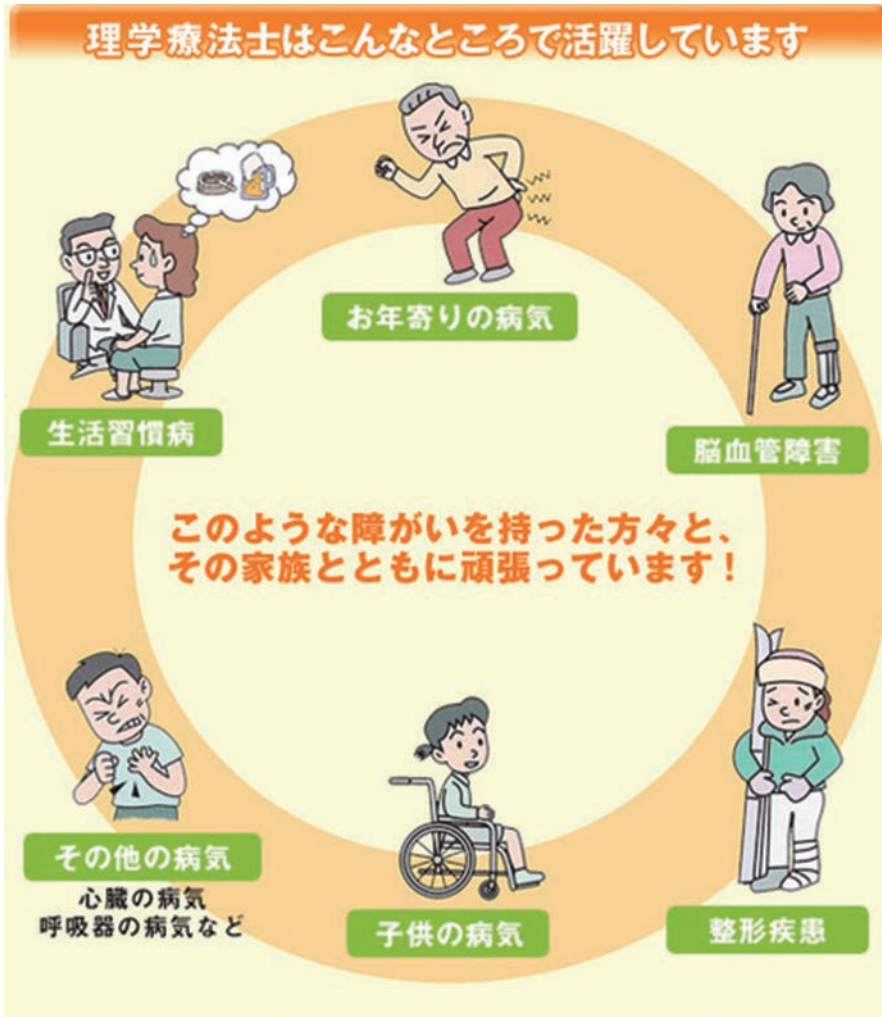 理学療法士はこんなところで活躍しています
お年寄りの病気
脳血管障害
整形疾患
子供の病気
その他の病気
心臓の病気
呼吸器の病気など
生活習慣病
このような障がいを持った方々と、
その家族とともに頑張っています！